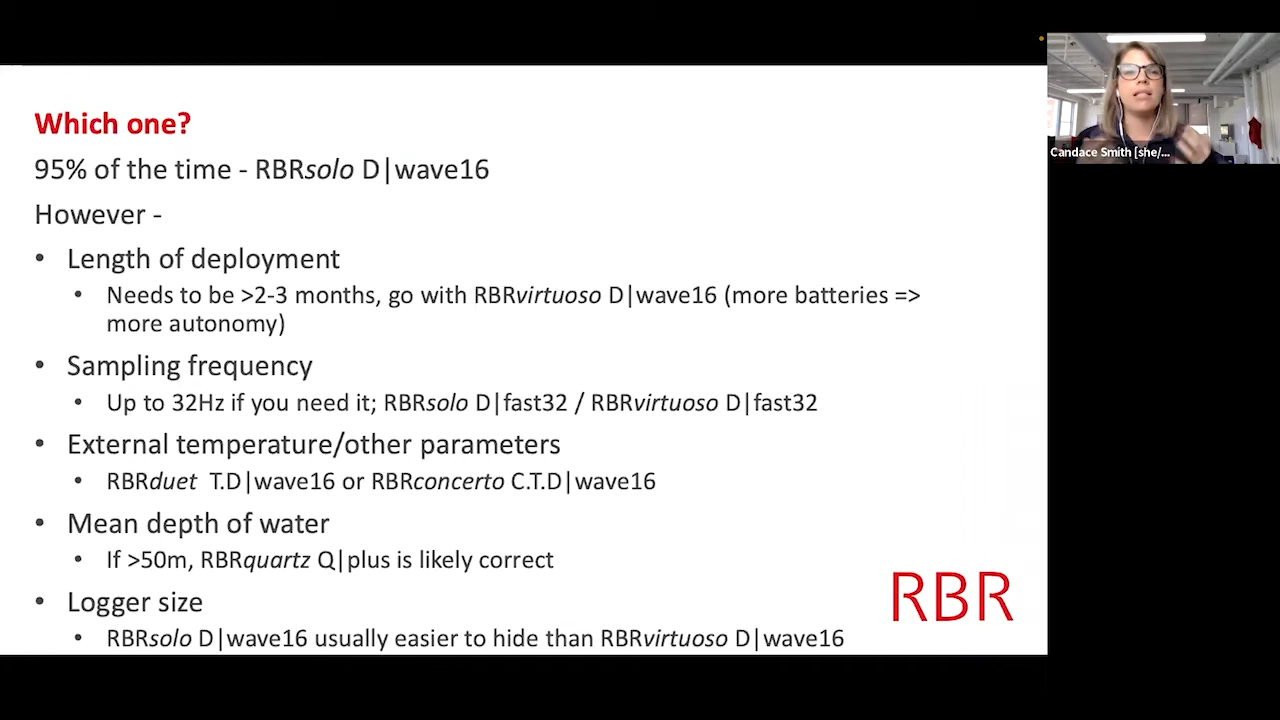 Which one?
95% of the time - RBRsolo D|wave16
However -
• Length of deployment
• Needs to be >2-3 months, go with RBRvirtuoso D|wave16 (more batteries =>
more autonomy)
• Sampling frequency
• Up to 32Hz if you need it; RBRsolo D|fast32 / RBRvirtuoso D|fast32
• External temperature/other parameters
• RBRduet T.D|wave16 or RBRconcerto C.T.D|wave16
• Mean depth of water
• If >50m, RBRquartz Q|plus is likely correct
• Logger size
• RBRsolo D|wave16 usually easier to hide than RBRvirtuoso D|wave16
RBR
Candace Smith [she/...